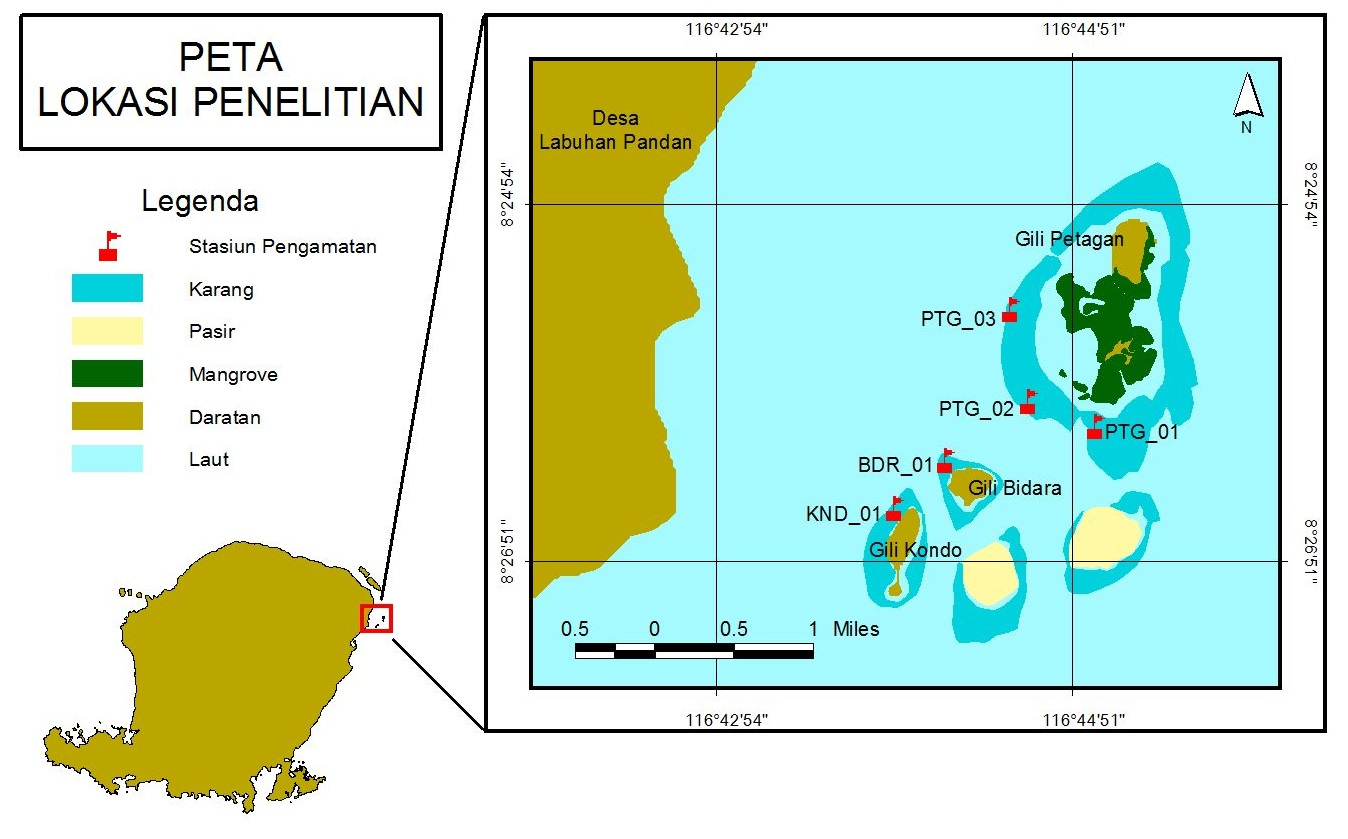 PETA
LOKASI PENELITIAN
Legenda
Stasiun Pengamatan
Karang
Pasir
Mangrove
Daratan
Laut
116°42'54"
116°44'51"
Desa
Labuhan Pandan
N
8°24'54"
8°24'54"
Gili Petagan
PTG_03
PTG_02
PTG_01
BDR_01
Gili Bidara
KND_01
Gili Kondo
8°26'51"
8°26'51"
0.5 0 0.5 1 Miles
116°42'54"
116°44'51"